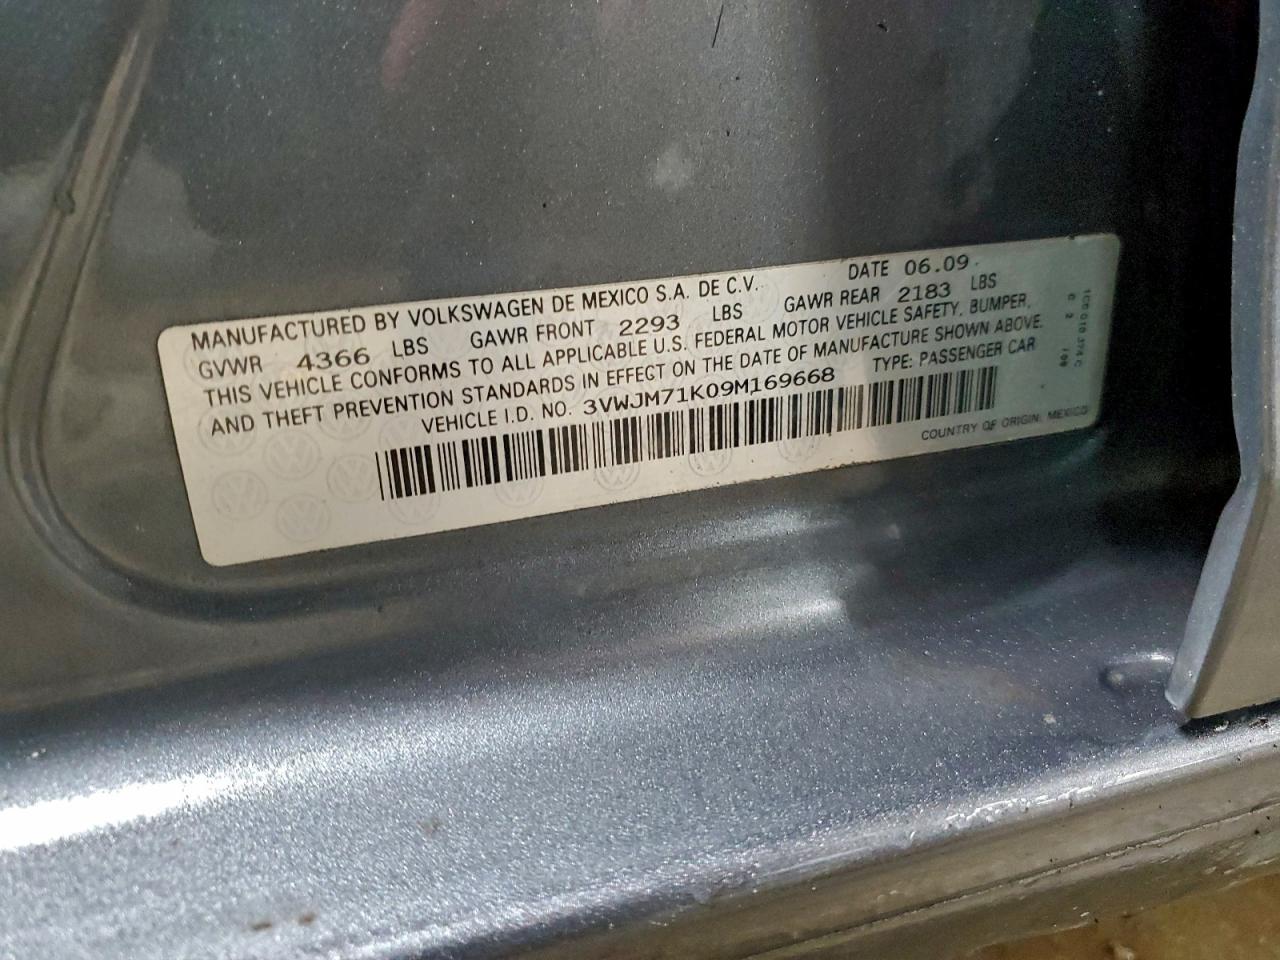 MANUFACTURED BY VOLKSWAGEN DE MEXICO S.A. DE C.V. DATE 06.09.
GVWR 4366 LBS GAWR FRONT 2293 LBS GAWR REAR 2183 LBS
THIS VEHICLE CONFORMS TO ALL APPLICABLE U.S. FEDERAL MOTOR VEHICLE SAFETY, BUMPER,
AND THEFT PREVENTION STANDARDS IN EFFECT ON THE DATE OF MANUFACTURE SHOWN ABOVE.
VEHICLE I.D. NO. 3VWJM71K09M169668 TYPE: PASSENGER CAR
COUNTRY OF ORIGIN: MEXICO